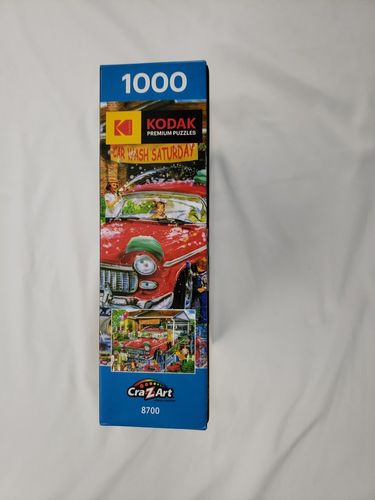 1000
KODAK
PREMIUM PUZZLES
CAR WASH SATURDAY
CraZArt
8700